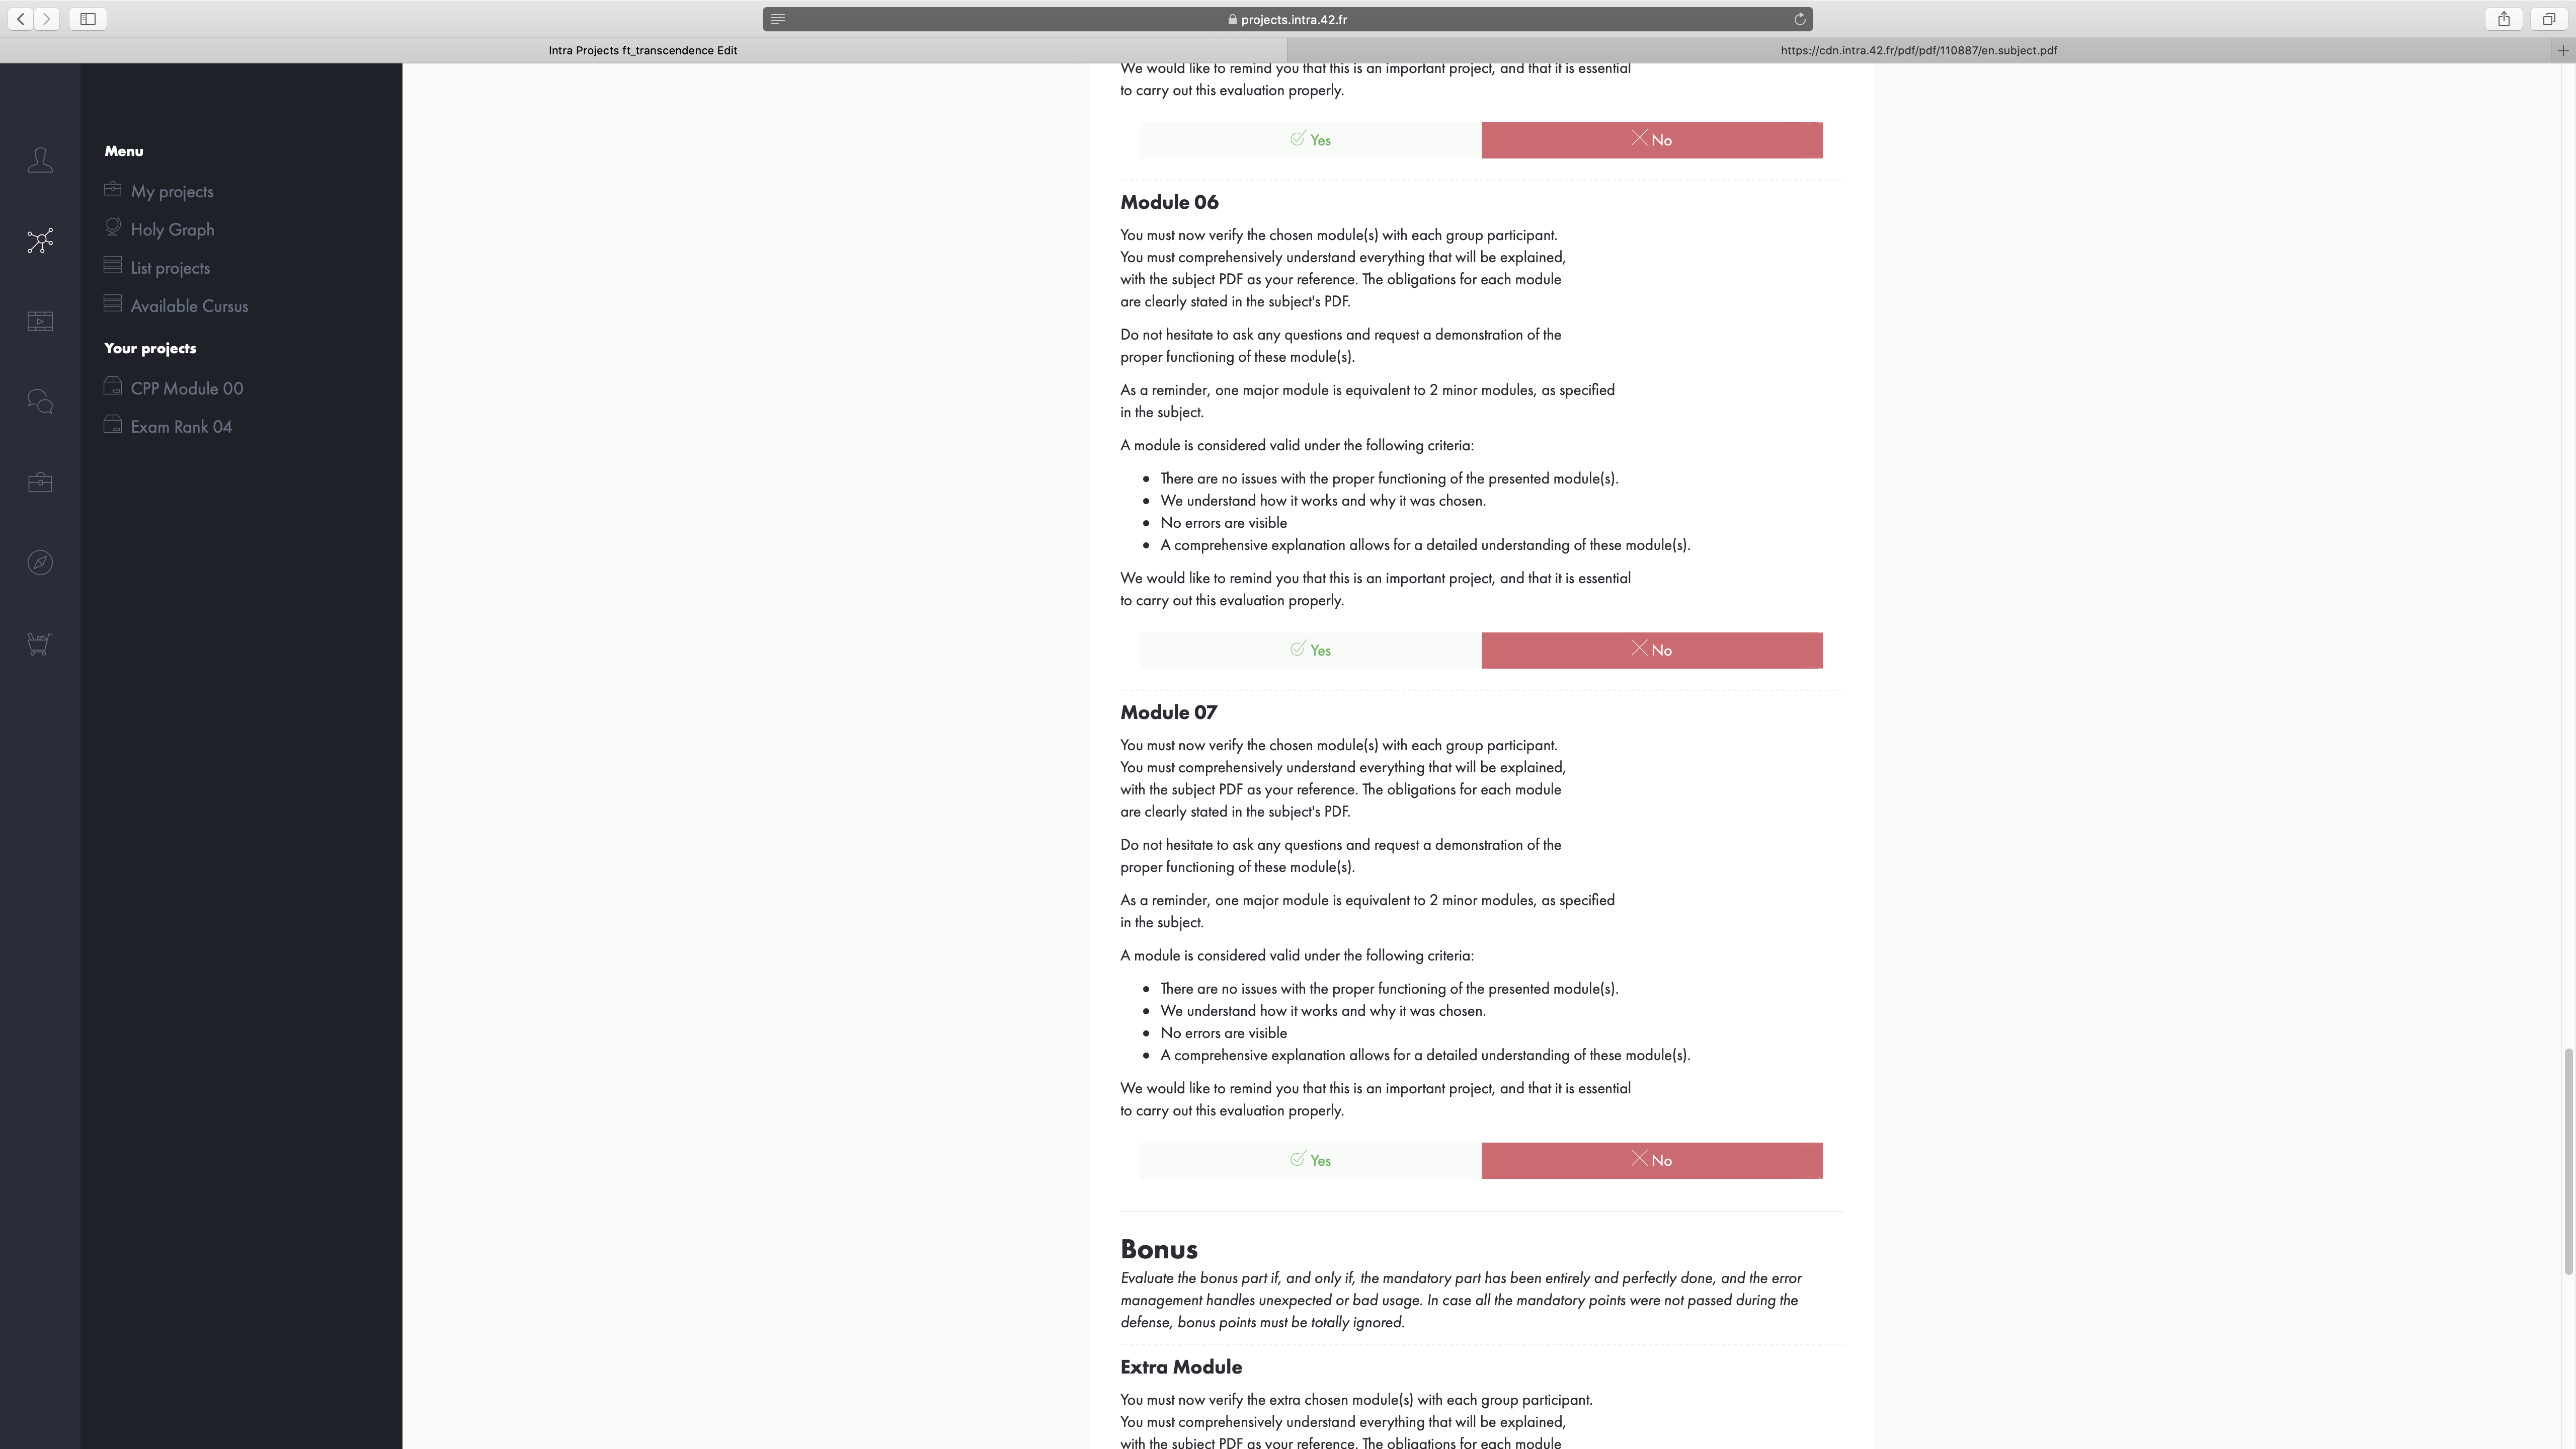 projects.intra.42.fr
Intra Projects ft_transcendence Edit
https://cdn.intra.42.fr/pdf/pdf/110887/en.subject.pdf
Menu
My projects
Holy Graph
List projects
Available Cursus
Your projects
CPP Module 00
Exam Rank 04
We would like to remind you that this is an important project, and that it is essential
to carry out this evaluation properly.
Yes
No
Module 06
You must now verify the chosen module(s) with each group participant.
You must comprehensively understand everything that will be explained,
with the subject PDF as your reference. The obligations for each module
are clearly stated in the subject's PDF.
Do not hesitate to ask any questions and request a demonstration of the
proper functioning of these module(s).
As a reminder, one major module is equivalent to 2 minor modules, as specified
in the subject.
A module is considered valid under the following criteria:
There are no issues with the proper functioning of the presented module(s).
We understand how it works and why it was chosen.
No errors are visible
A comprehensive explanation allows for a detailed understanding of these module(s).
We would like to remind you that this is an important project, and that it is essential
to carry out this evaluation properly.
Yes
No
Module 07
You must now verify the chosen module(s) with each group participant.
You must comprehensively understand everything that will be explained,
with the subject PDF as your reference. The obligations for each module
are clearly stated in the subject's PDF.
Do not hesitate to ask any questions and request a demonstration of the
proper functioning of these module(s).
As a reminder, one major module is equivalent to 2 minor modules, as specified
in the subject.
A module is considered valid under the following criteria:
There are no issues with the proper functioning of the presented module(s).
We understand how it works and why it was chosen.
No errors are visible
A comprehensive explanation allows for a detailed understanding of these module(s).
We would like to remind you that this is an important project, and that it is essential
to carry out this evaluation properly.
Yes
No
Bonus
Evaluate the bonus part if, and only if, the mandatory part has been entirely and perfectly done, and the error
management handles unexpected or bad usage. In case all the mandatory points were not passed during the
defense, bonus points must be totally ignored.
Extra Module
You must now verify the extra chosen module(s) with each group participant.
You must comprehensively understand everything that will be explained,
with the subject PDF as your reference. The obligations for each module